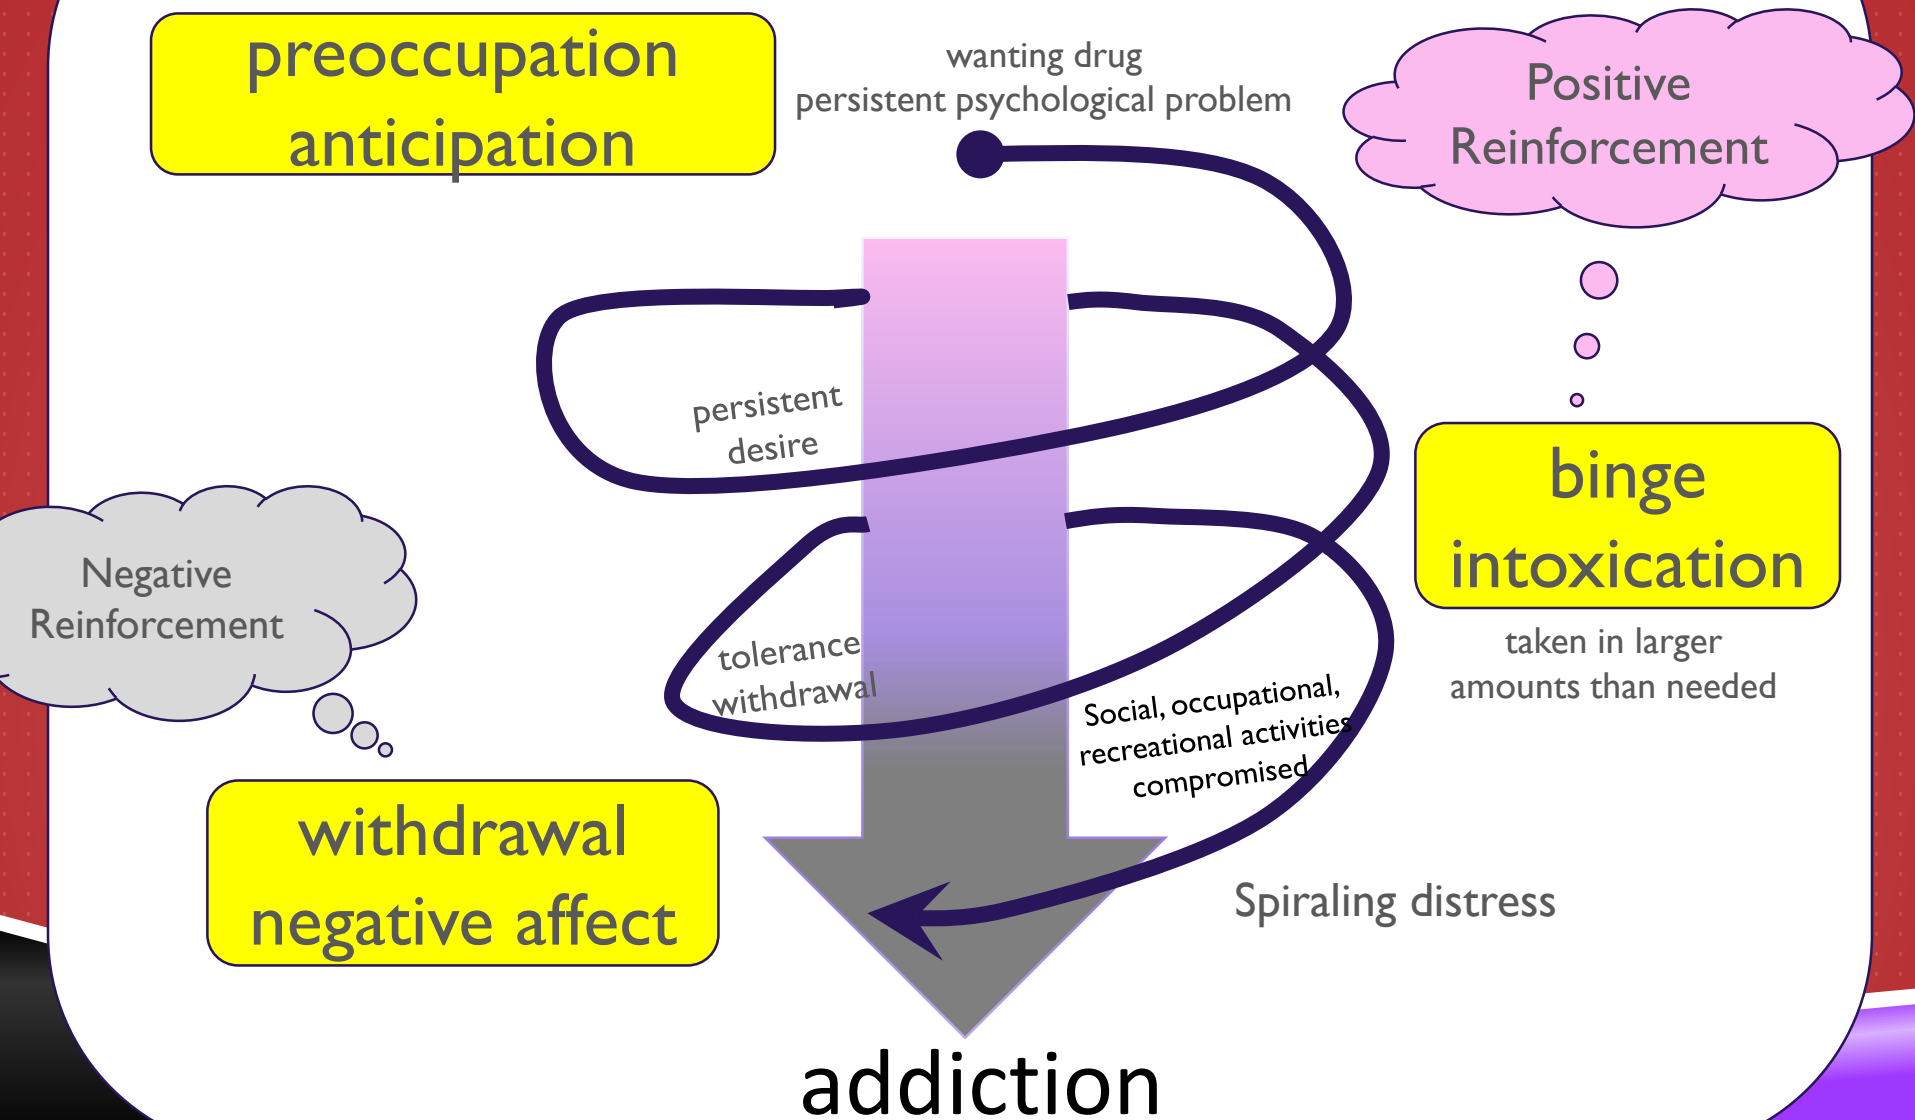 preoccupation
anticipation
wanting drug
persistent psychological problem
Positive
Reinforcement
persistent
desire
binge
intoxication
taken in larger
amounts than needed
Negative
Reinforcement
tolerance
withdrawal
Social, occupational,
recreational activities
compromised
withdrawal
negative affect
Spiraling distress
addiction